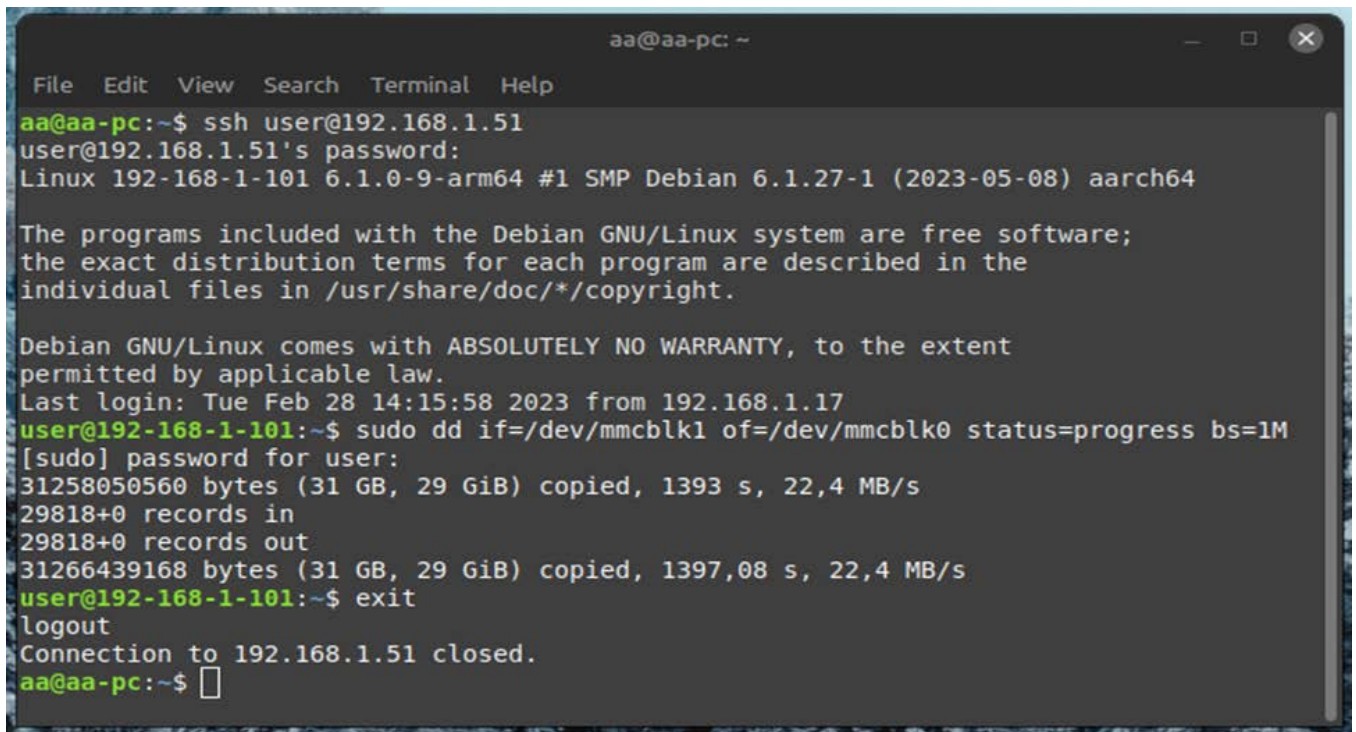 aa@aa-pc: ~
File Edit View Search Terminal Help
aa@aa-pc:~$ ssh user@192.168.1.51
user@192.168.1.51's password:
Linux 192-168-1-101 6.1.0-9-arm64 #1 SMP Debian 6.1.27-1 (2023-05-08) aarch64
The programs included with the Debian GNU/Linux system are free software;
the exact distribution terms for each program are described in the
individual files in /usr/share/doc/*/copyright.
Debian GNU/Linux comes with ABSOLUTELY NO WARRANTY, to the extent
permitted by applicable law.
Last login: Tue Feb 28 14:15:58 2023 from 192.168.1.17
user@192-168-1-101:~$ sudo dd if=/dev/mmcblk1 of=/dev/mmcblk0 status=progress bs=1M
[sudo] password for user:
31258050560 bytes (31 GB, 29 GiB) copied, 1393 s, 22,4 MB/s
29818+0 records in
29818+0 records out
31266439168 bytes (31 GB, 29 GiB) copied, 1397,08 s, 22,4 MB/s
user@192-168-1-101:~$ exit
logout
Connection to 192.168.1.51 closed.
aa@aa-pc:~$